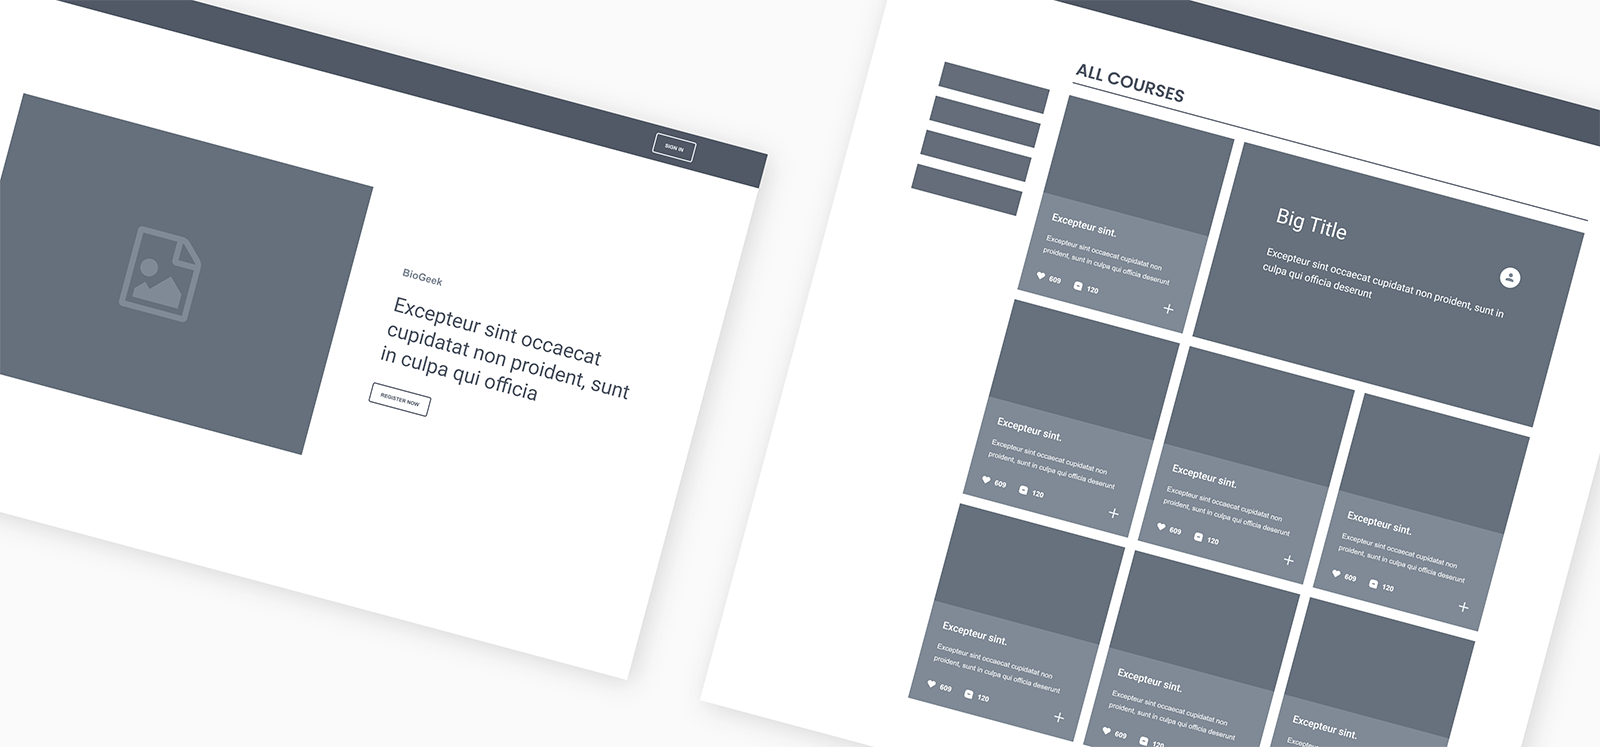 SIGN IN
BioGeek
Excepteur sint occaecat
cupidatat non proident, sunt
in culpa qui officia
REGISTER NOW
ALL COURSES
Excepteur sint.
Excepteur sint occaecat cupidatat non
proident, sunt in culpa qui officia deserunt
609 120
Big Title
Excepteur sint occaecat cupidatat non proident, sunt in
culpa qui officia deserunt
Excepteur sint.
Excepteur sint occaecat cupidatat non
proident, sunt in culpa qui officia deserunt
609 120
Excepteur sint.
Excepteur sint occaecat cupidatat non
proident, sunt in culpa qui officia deserunt
609 120
Excepteur sint.
Excepteur sint occaecat cupidatat non
proident, sunt in culpa qui officia deserunt
609 120
Excepteur sint.
Excepteur sint occaecat cupidatat non
proident, sunt in culpa qui officia deserunt
609 120
Excepteur sint.
Excepteur sint occaecat cupidatat non
proident, sunt in culpa qui officia deserunt
609 120
Excepteur sint.
Excepteur sint occaecat